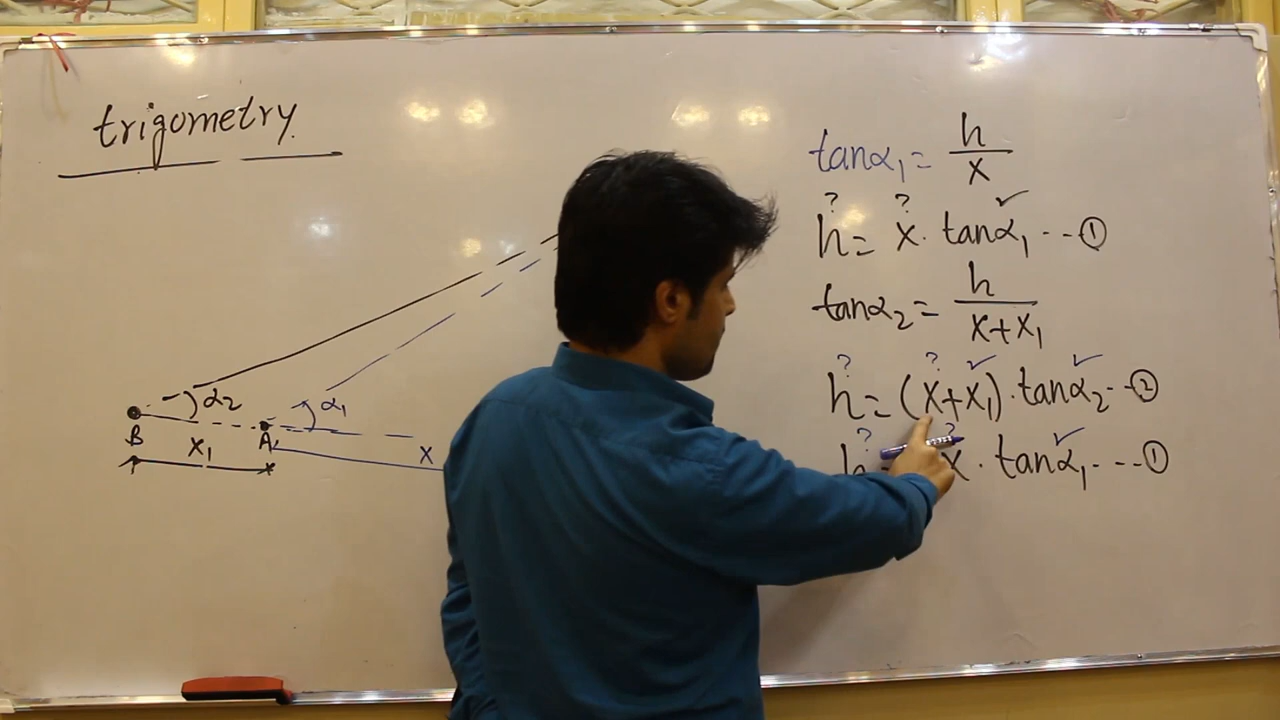 trigometry
tanα₁ = h/x
? ? ✓
h = x · tanα₁ -- ①
tanα₂ = h/(x+x₁)
? ? ✓ ✓
h = (x+x₁) · tanα₂ -- ②
? ? ✓
h = x · tanα₁ --- ①
α₂
α₁
B
A
x₁
x